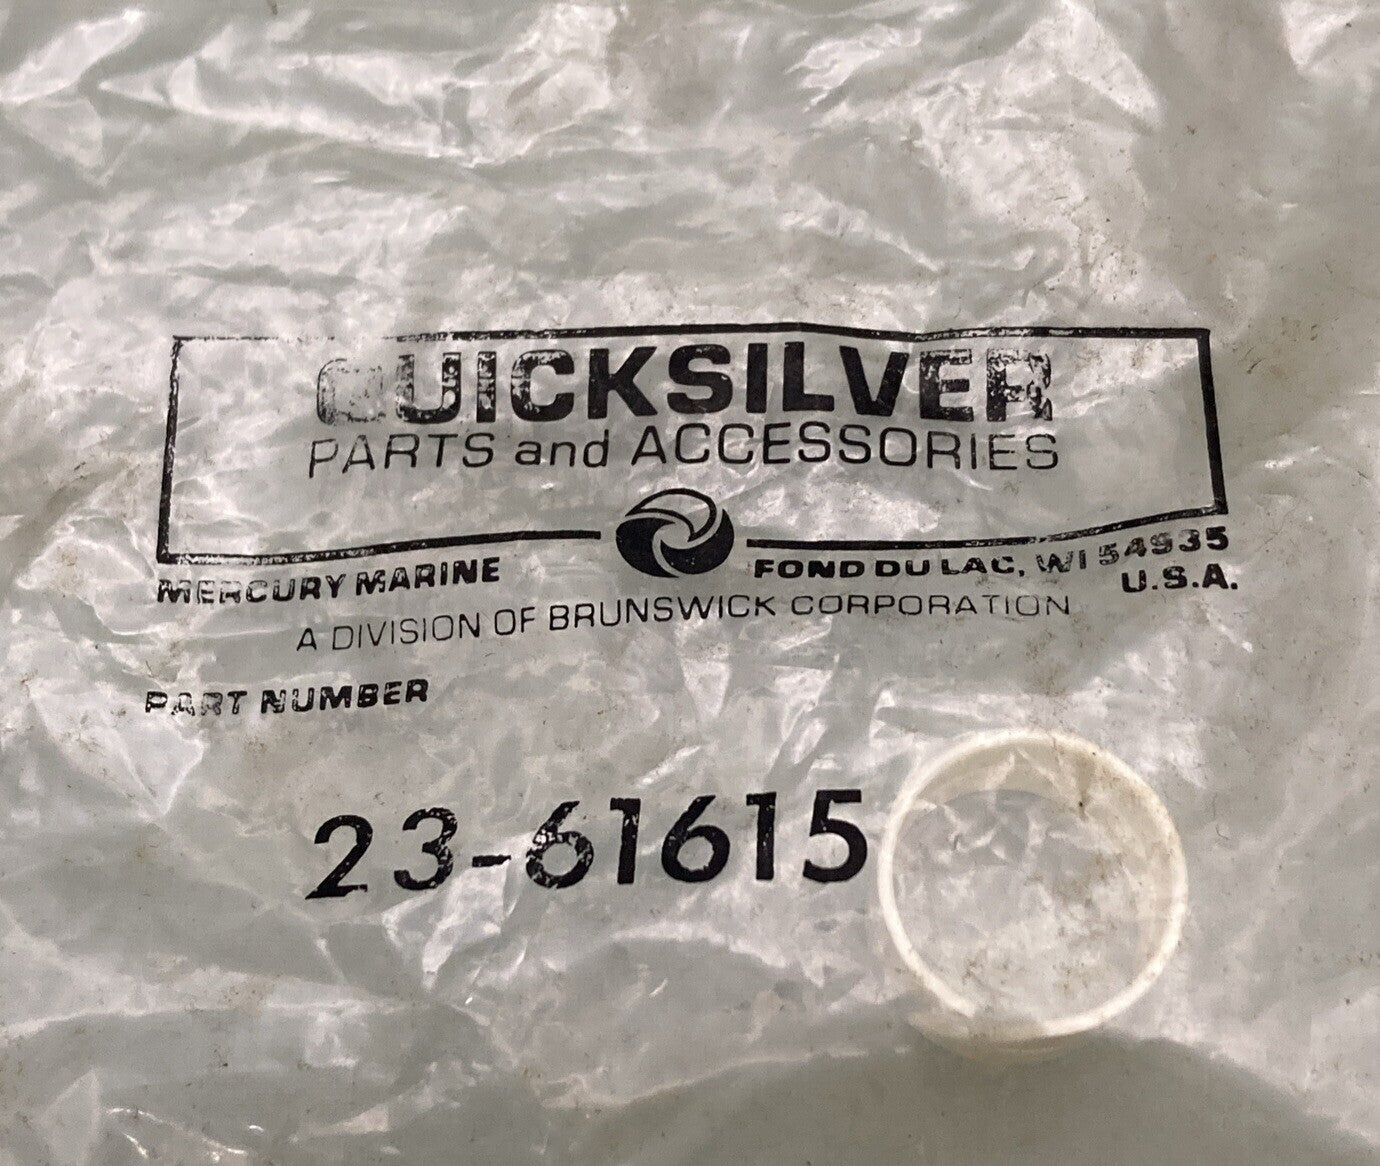 QUICKSILVER
PARTS and ACCESSORIES
MERCURY MARINE
FOND DU LAC, WI 54935
U.S.A.
A DIVISION OF BRUNSWICK CORPORATION
PART NUMBER
23-61615